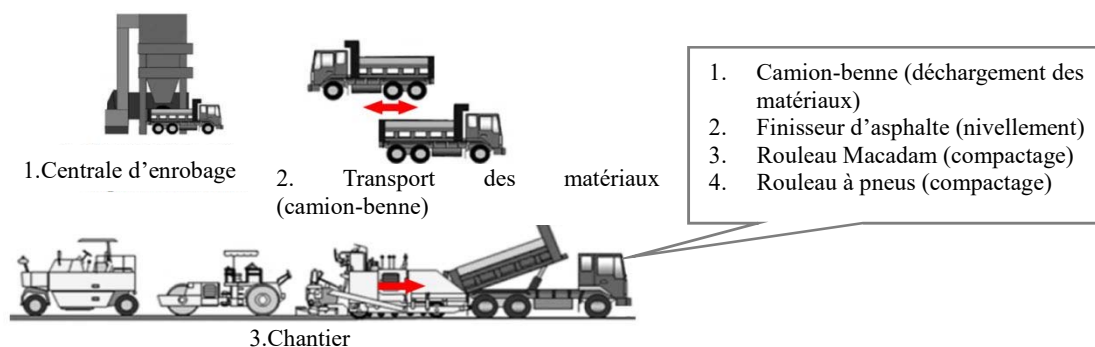 1.Centrale d’enrobage
2. Transport des matériaux
(camion-benne)
1. Camion-benne (déchargement des
matériaux)
2. Finisseur d’asphalte (nivellement)
3. Rouleau Macadam (compactage)
4. Rouleau à pneus (compactage)
3.Chantier